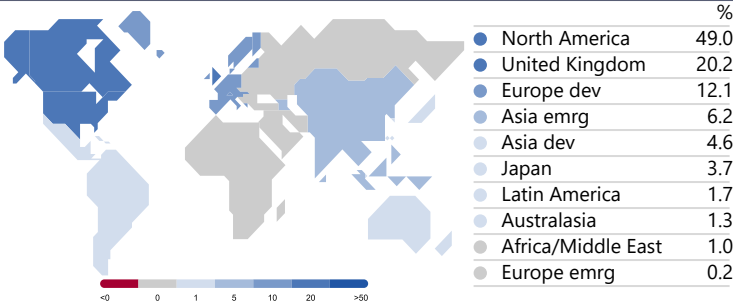 %
North America 49.0
United Kingdom 20.2
Europe dev 12.1
Asia emrg 6.2
Asia dev 4.6
Japan 3.7
Latin America 1.7
Australasia 1.3
Africa/Middle East 1.0
Europe emrg 0.2
<0 0 1 5 10 20 >50